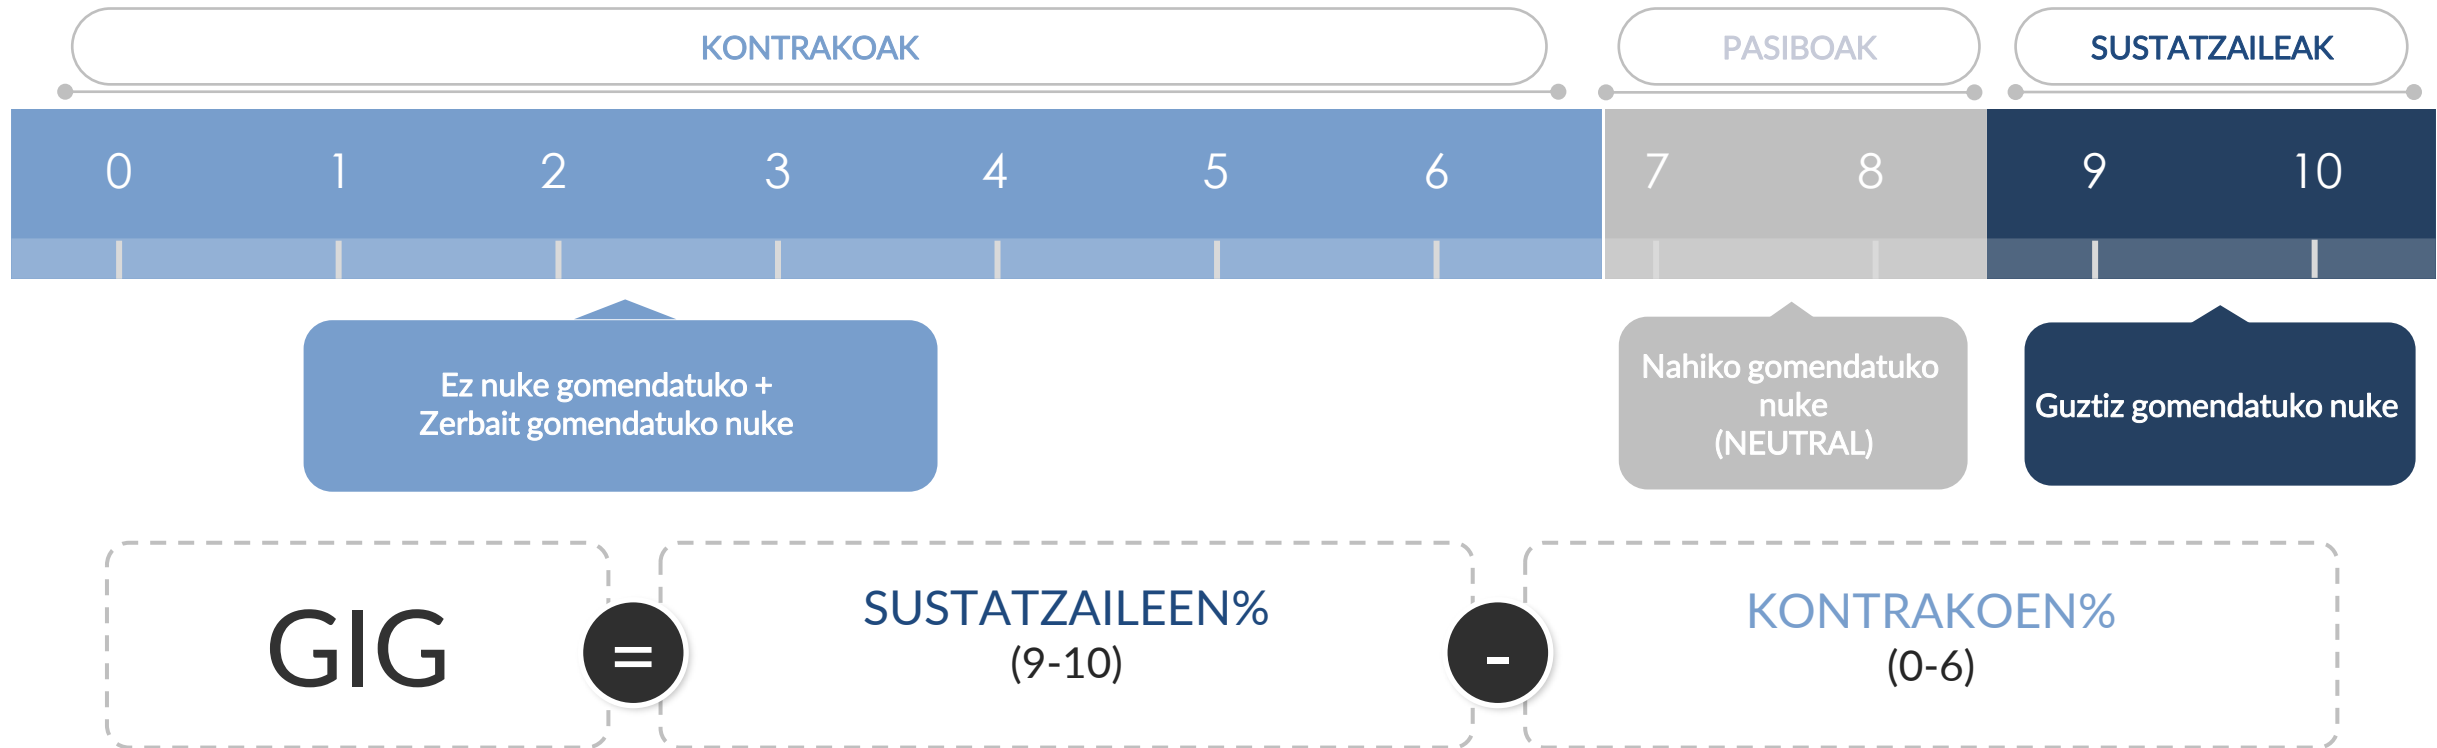 KONTRAKOAK PASIBOAK SUSTATZAILEAK
0 1 2 3 4 5 6 7 8 9 10
Ez nuke gomendatuko +
Zerbait gomendatuko nuke
Nahiko gomendatuko
nuke
(NEUTRAL)
Guztiz gomendatuko nuke
GIG
=
SUSTATZAILEEN%
(9-10)
-
KONTRAKOEN%
(0-6)